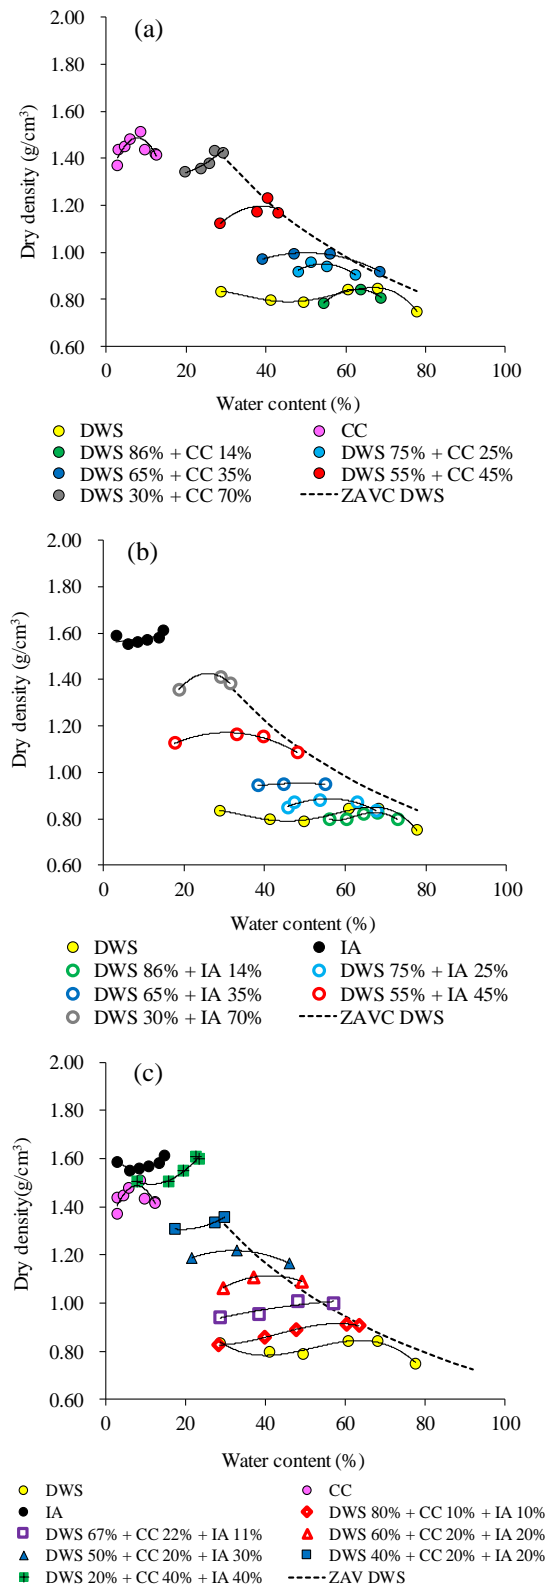 (a)
2.00
1.80
1.60
1.40
1.20
1.00
0.80
0.60
Dry density (g/cm³)
0 20 40 60 80 100
Water content (%)
DWS CC
DWS 86% + CC 14% DWS 75% + CC 25%
DWS 65% + CC 35% DWS 55% + CC 45%
DWS 30% + CC 70% ZAVC DWS
(b)
2.00
1.80
1.60
1.40
1.20
1.00
0.80
0.60
Dry density (g/cm³)
0 20 40 60 80 100
Water content (%)
DWS IA
DWS 86% + IA 14% DWS 75% + IA 25%
DWS 65% + IA 35% DWS 55% + IA 45%
DWS 30% + IA 70% ZAVC DWS
(c)
2.00
1.80
1.60
1.40
1.20
1.00
0.80
0.60
Dry density(g/cm³)
0 20 40 60 80 100
Water content (%)
DWS CC
IA DWS 80% + CC 10% + IA 10%
DWS 67% + CC 22% + IA 11% DWS 60% + CC 20% + IA 20%
DWS 50% + CC 20% + IA 30% DWS 40% + CC 20% + IA 20%
DWS 20% + CC 40% + IA 40% ZAV DWS